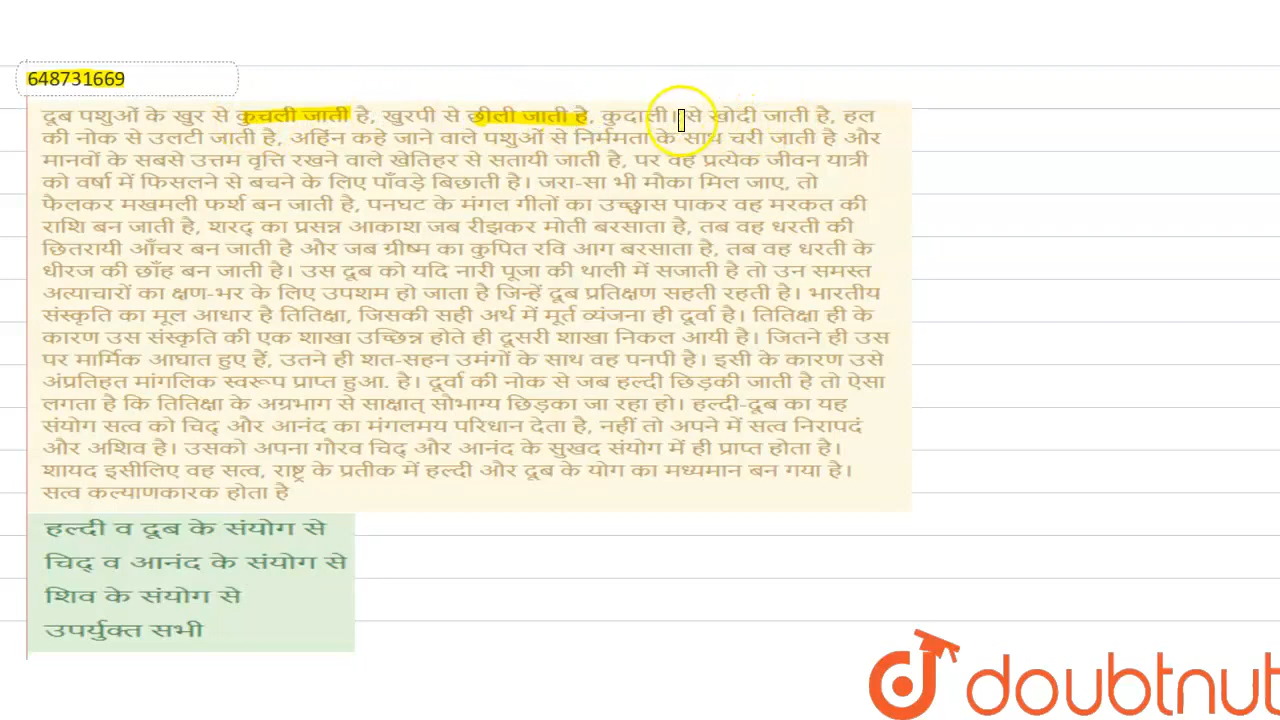 648731669
दूब पशुओं के खुर से कुचली जाती है, खुरपी से छीली जाती है, कुदाली से खोदी जाती है, हल
की नोक से उलटी जाती है, अहिंन कहे जाने वाले पशुओं से निर्ममता के साथ चरी जा़ती है और
मानवों के सबसे उत्तम वृत्ति रखने वाले खेतिहर से सतायी जाती है, पर वह प्रत्येक जीवन यात्री
को वर्षा में फिसलने से बचने के लिए पाँवड़े बिछाती है। जरा-सा भी मौका मिल जाए, तो
फैलकर मखमली फर्श बन जाती है, पनघट के मंगल गीतों का उच्छ्वास पाकर वह मरकत की
राशि बन जाती है, शरद् का प्रसन्न आकाश जब रीझकर मोती बरसाता है, तब वह धरती की
छितरायी आँचर बन जाती है और जब ग्रीष्म का कुपित रवि आग बरसाता है, तब वह धरती के
धीरज की छाँह बन जाती है। उस दूब को यदि नारी पूजा की थाली में सजाती है तो उन समस्त
अत्याचारों का क्षण-भर के लिए उपशम हो जाता है जिन्हें दूब प्रतिक्षण सहती रहती है। भारतीय
संस्कृति का मूल आधार है तितिक्षा, जिसकी सही अर्थ में मूर्त व्यंजना ही दूर्वा है। तितिक्षा ही के
कारण उस संस्कृति की एक शाखा उच्छिन्न होते ही दूसरी शाखा निकल आयी है। जितने ही उस
पर मार्मिक आघात हुए हैं, उतने ही शत-सहन उमंगों के साथ वह पनपी है। इसी के कारण उसे
अंप्रतिहत मांगलिक स्वरूप प्राप्त हुआ. है। दूर्वा की नोक से जब हल्दी छिड़की जाती है तो ऐसा
लगता है कि तितिक्षा के अग्रभाग से साक्षात् सौभाग्य छिड़का जा रहा हो। हल्दी-दूब का यह
संयोग सत्व को चिद् और आनंद का मंगलमय परिधान देता है, नहीं तो अपने में सत्व निरापदं
और अशिव है। उसको अपना गौरव चिद् और आनंद के सुखद संयोग में ही प्राप्त होता है।
शायद इसीलिए वह सत्व, राष्ट्र के प्रतीक में हल्दी और दूब के योग का मध्यमान बन गया है।
सत्व कल्याणकारक होता है
हल्दी व दूब के संयोग से
चिद् व आनंद के संयोग से
शिव के संयोग से
उपर्युक्त सभी
doubtnut